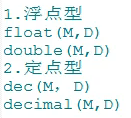 1.浮点型
float(M,D)
double(M,D)
2.定点型
dec(M，D)
decimal(M,D)